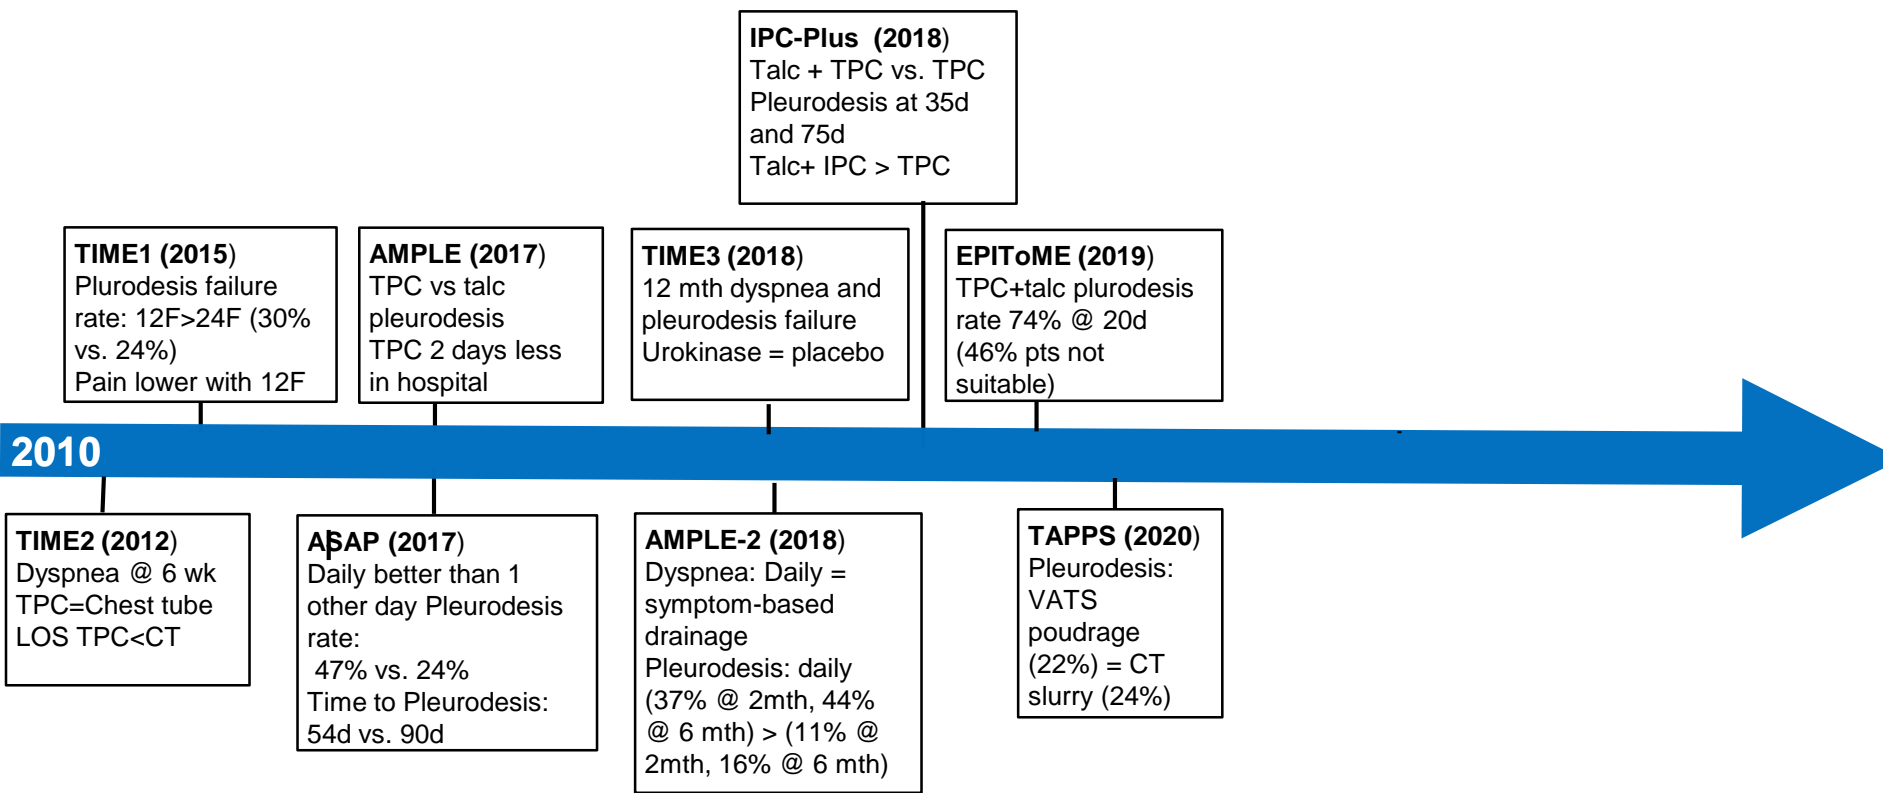 IPC-Plus  (2018)
Talc + TPC vs. TPC
Pleurodesis at 35d
and 75d
Talc+ IPC > TPC
TIME1 (2015)
Plurodesis failure
rate: 12F>24F (30%
vs. 24%)
Pain lower with 12F
AMPLE (2017)
TPC vs talc
pleurodesis
TPC 2 days less
in hospital
TIME3 (2018)
12 mth dyspnea and
pleurodesis failure
Urokinase = placebo
EPIToME (2019)
TPC+talc plurodesis
rate 74% @ 20d
(46% pts not
suitable)
2010
TIME2 (2012)
Dyspnea @ 6 wk
TPC=Chest tube
LOS TPC<CT
ASAP (2017)
Daily better than 1
other day Pleurodesis
rate:
47% vs. 24%
Time to Pleurodesis:
54d vs. 90d
AMPLE-2 (2018)
Dyspnea: Daily =
symptom-based
drainage
Pleurodesis: daily
(37% @ 2mth, 44%
@ 6 mth) > (11% @
2mth, 16% @ 6 mth)
TAPPS (2020)
Pleurodesis:
VATS
poudrage
(22%) = CT
slurry (24%)